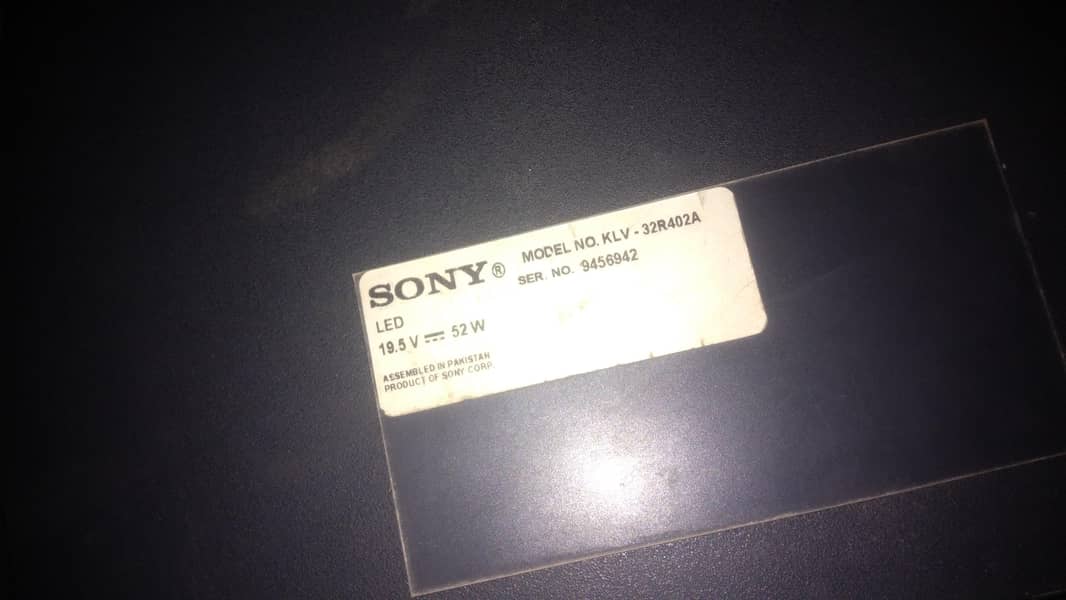 SONY®
MODEL NO. KLV - 32R402A
SER. NO. 9456942
LED
19.5 V ⎓ 52 W
ASSEMBLED IN PAKISTAN
PRODUCT OF SONY CORP.